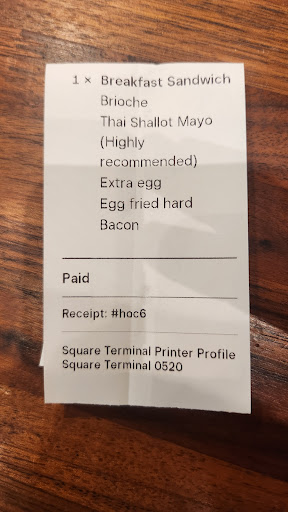 1 × Breakfast Sandwich
Brioche
Thai Shallot Mayo
(Highly
recommended)
Extra egg
Egg fried hard
Bacon
Paid
Receipt: #hoc6
Square Terminal Printer Profile
Square Terminal 0520